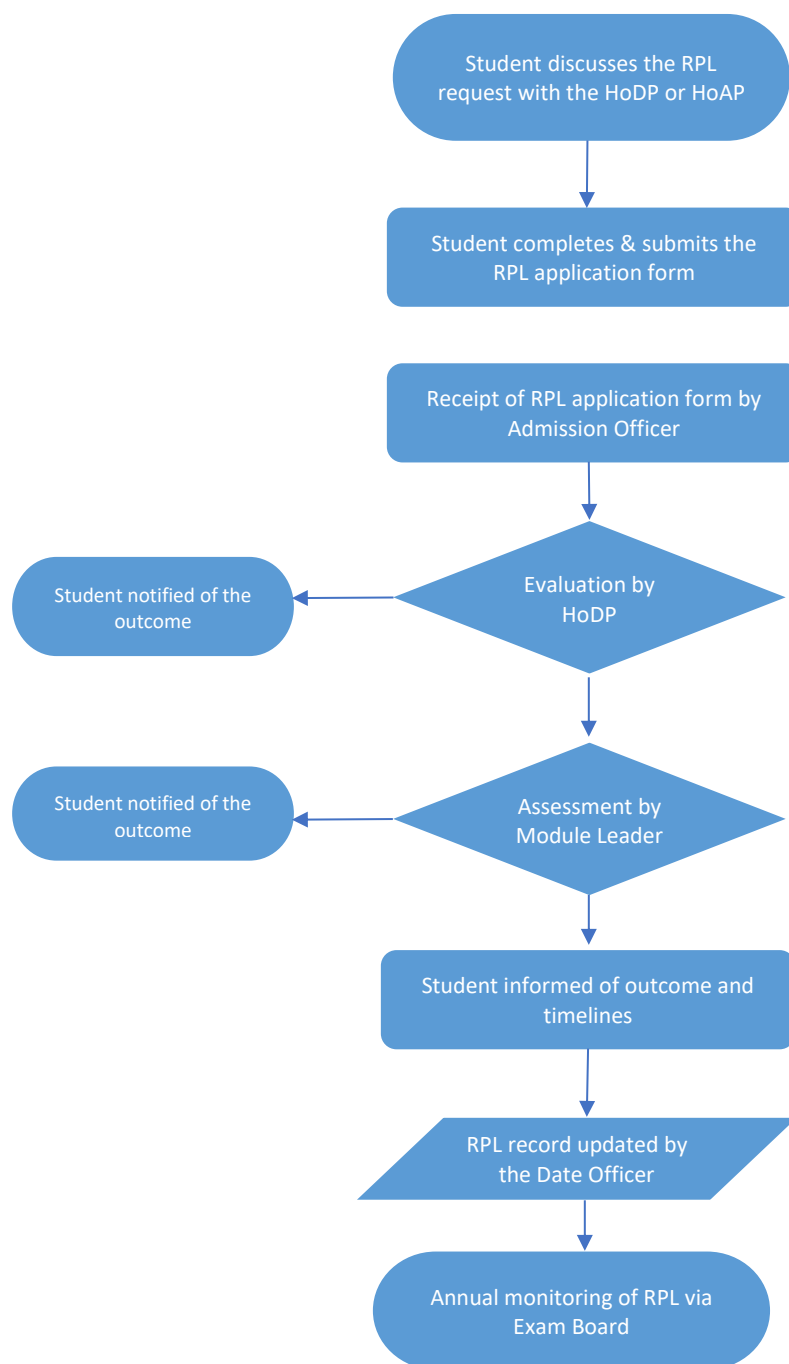 Student discusses the RPL
request with the HoDP or HoAP
Student completes & submits the
RPL application form
Receipt of RPL application form by
Admission Officer
Evaluation by
HoDP
Student notified of the
outcome
Assessment by
Module Leader
Student notified of the
outcome
Student informed of outcome and
timelines
RPL record updated by
the Date Officer
Annual monitoring of RPL via
Exam Board